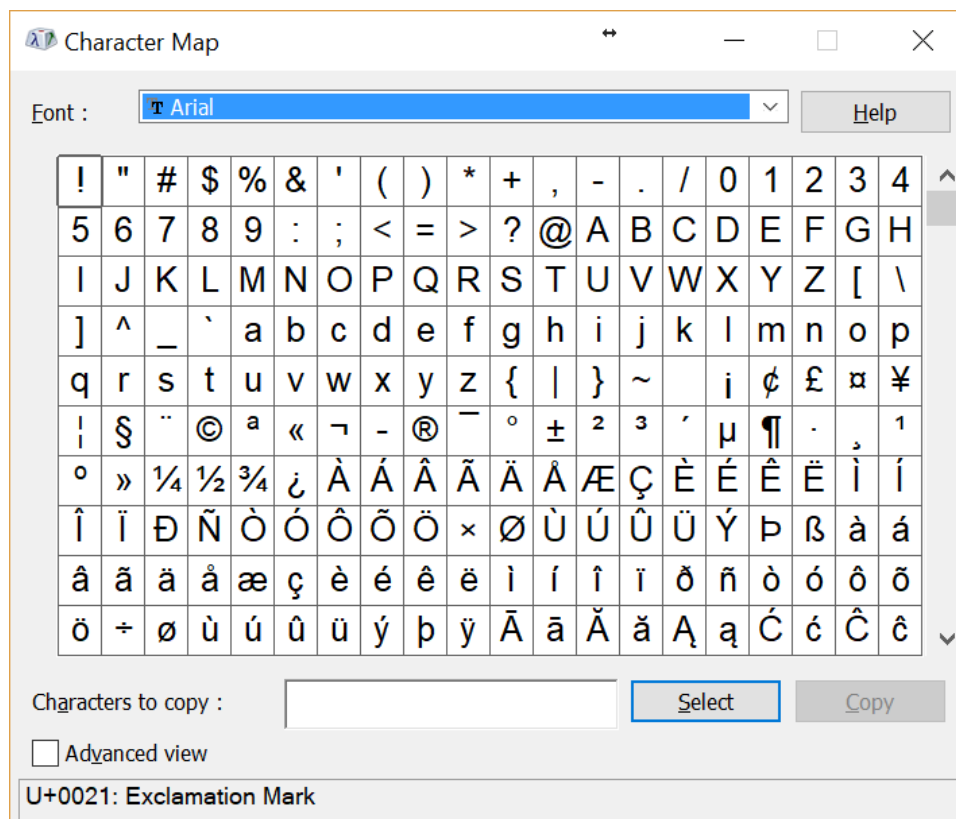 Character Map
Font : Arial Help
! " # $ % & ' ( ) * + , - . / 0 1 2 3 4
5 6 7 8 9 : ; < = > ? @ A B C D E F G H
I J K L M N O P Q R S T U V W X Y Z [ \
] ^ _ ` a b c d e f g h i j k l m n o p
q r s t u v w x y z { | } ~ ¡ ¢ £ ¤ ¥
¦ § ¨ © ª « ¬ - ® ¯ ° ± ² ³ ´ µ ¶ · ¸ ¹
º » ¼ ½ ¾ ¿ À Á Â Ã Ä Å Æ Ç È É Ê Ë Ì Í
Î Ï Ð Ñ Ò Ó Ô Õ Ö × Ø Ù Ú Û Ü Ý Þ ß à á
â ã ä å æ ç è é ê ë ì í î ï ð ñ ò ó ô õ
ö ÷ ø ù ú û ü ý þ ÿ Ā ā Ă ă Ą ą Ć ć Ĉ ĉ
Characters to copy : Select Copy
Advanced view
U+0021: Exclamation Mark